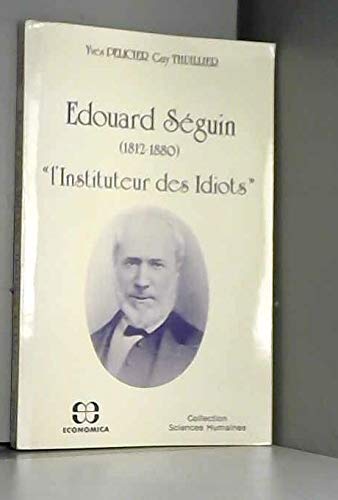 Yves PELICIER Guy THUILLIER
Edouard Séguin
(1812-1880)
"l'Instituteur des Idiots"
ECONOMICA
Collection
Sciences Humaines